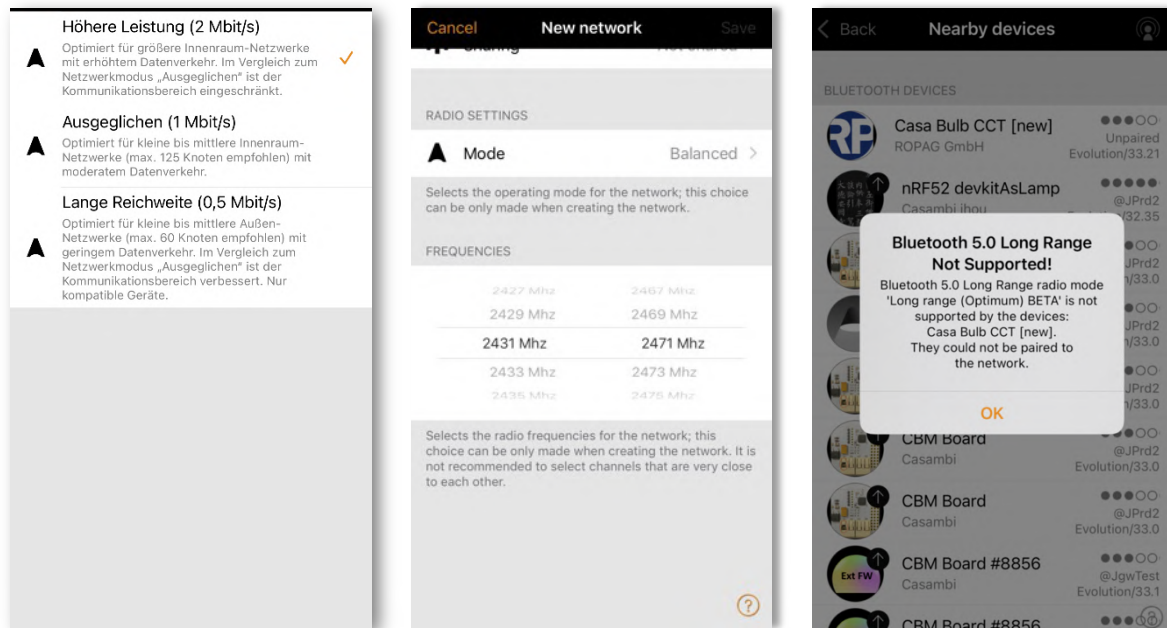 Höhere Leistung (2 Mbit/s)
Optimiert für größere Innenraum-Netzwerke
mit erhöhtem Datenverkehr. Im Vergleich zum
Netzwerkmodus „Ausgeglichen" ist der
Kommunikationsbereich eingeschränkt.
Ausgeglichen (1 Mbit/s)
Optimiert für kleine bis mittlere Innenraum-
Netzwerke (max. 125 Knoten empfohlen) mit
moderatem Datenverkehr.
Lange Reichweite (0,5 Mbit/s)
Optimiert für kleine bis mittlere Außen-
Netzwerke (max. 60 Knoten empfohlen) mit
geringem Datenverkehr. Im Vergleich zum
Netzwerkmodus „Ausgeglichen" ist der
Kommunikationsbereich verbessert. Nur
kompatible Geräte.
Cancel New network Save
Sharing Not shared
RADIO SETTINGS
Mode Balanced
Selects the operating mode for the network; this choice
can be only made when creating the network.
FREQUENCIES
2427 Mhz 2467 Mhz
2429 Mhz 2469 Mhz
2431 Mhz 2471 Mhz
2433 Mhz 2473 Mhz
2435 Mhz 2475 Mhz
Selects the radio frequencies for the network; this
choice can be only made when creating the network. It is
not recommended to select channels that are very close
to each other.
?
Back Nearby devices
BLUETOOTH DEVICES
RP
Casa Bulb CCT [new]
ROPAG GmbH
Unpaired
Evolution/33.21
nRF52 devkitAsLamp
Casambi ihou
@JPrd2
/32.35
Bluetooth 5.0 Long Range
Not Supported!
Bluetooth 5.0 Long Range radio mode
'Long range (Optimum) BETA' is not
supported by the devices:
Casa Bulb CCT [new].
They could not be paired to
the network.
OK
CBM Board
Casambi
@JPrd2
Evolution/33.0
CBM Board
Casambi
@JPrd2
Evolution/33.0
Ext FW
CBM Board #8856
Casambi
@JgwTest
Evolution/33.1
CBM Board #8856